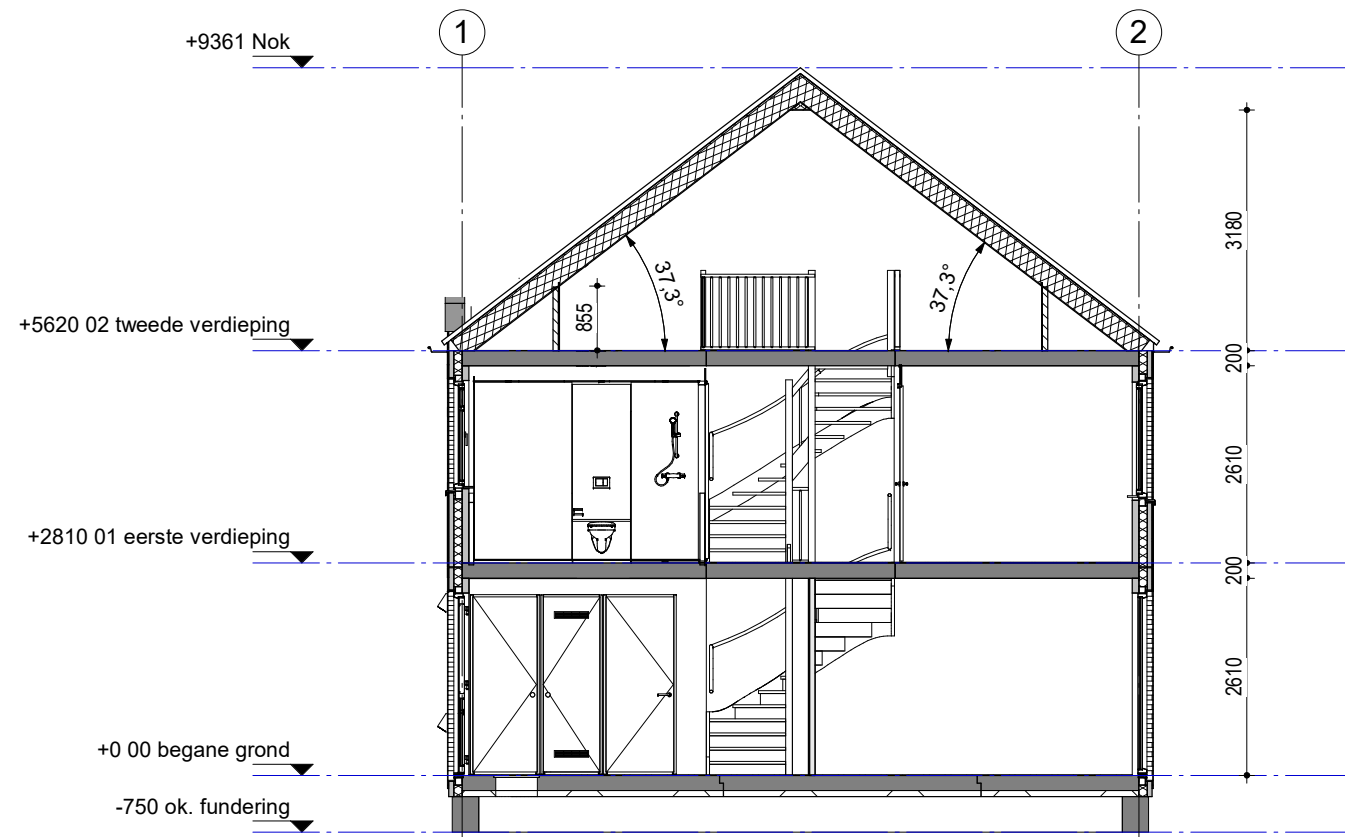 1
2
+9361 Nok
3180
37,3°
37,3°
855
+5620 02 tweede verdieping
200
2610
+2810 01 eerste verdieping
200
2610
+0 00 begane grond
-750 ok. fundering